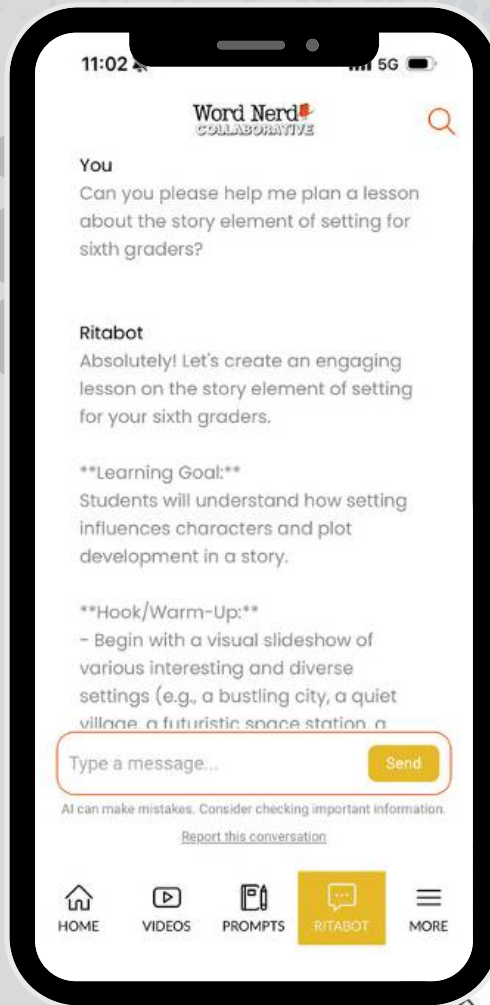 11:02
5G
Word Nerd
COLLABORATIVE
You
Can you please help me plan a lesson
about the story element of setting for
sixth graders?
Ritabot
Absolutely! Let's create an engaging
lesson on the story element of setting
for your sixth graders.
**Learning Goal:**
Students will understand how setting
influences characters and plot
development in a story.
**Hook/Warm-Up:**
- Begin with a visual slideshow of
various interesting and diverse
settings (e.g., a bustling city, a quiet
village, a futuristic space station, a
Type a message...
Send
AI can make mistakes. Consider checking important information.
Report this conversation
HOME
VIDEOS
PROMPTS
RITABOT
MORE